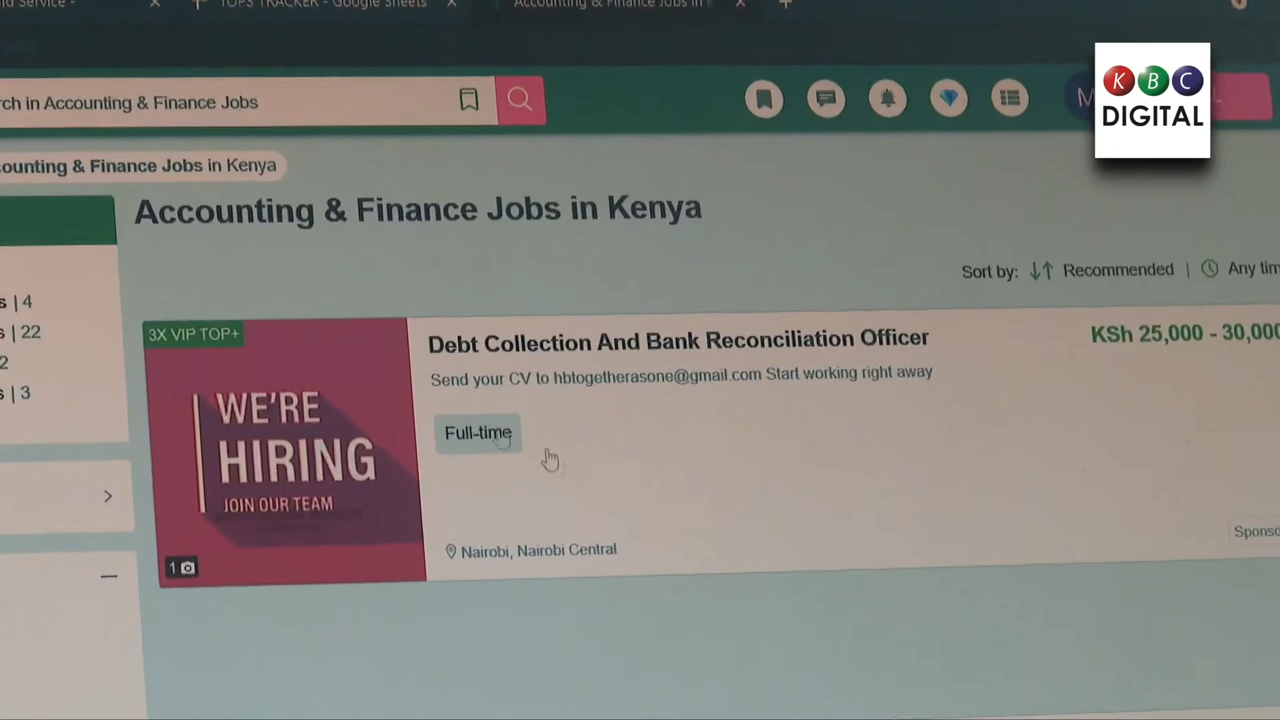 TOPS TRACKER - Google Sheets
Accounting & Finance Jobs in
KBC
DIGITAL
rch in Accounting & Finance Jobs
M
ounting & Finance Jobs in Kenya
Accounting & Finance Jobs in Kenya
Sort by: Recommended | Any tim
s | 4
s | 22
2
s | 3
3X VIP TOP+
WE'RE
HIRING
JOIN OUR TEAM
1
Debt Collection And Bank Reconciliation Officer
KSh 25,000 - 30,000
Send your CV to hbtogetherasone@gmail.com Start working right away
Full-time
Nairobi, Nairobi Central
Sponso